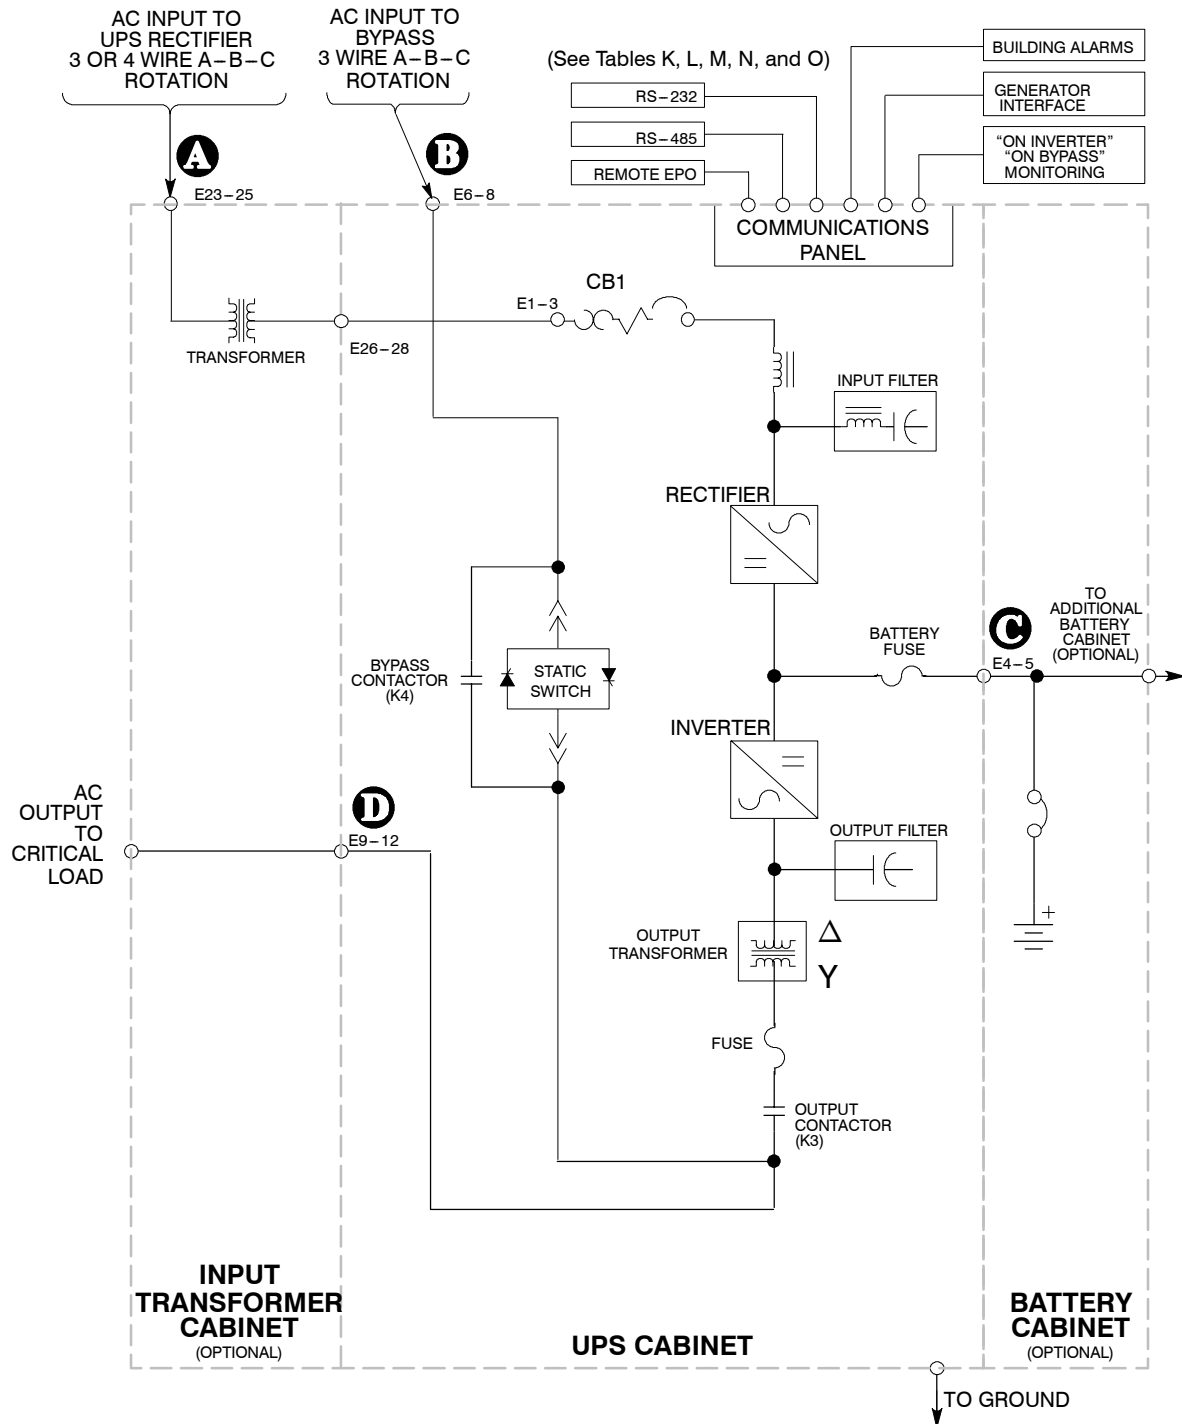 AC INPUT TO
UPS RECTIFIER
3 OR 4 WIRE A−B−C
ROTATION
AC INPUT TO
BYPASS
3 WIRE A−B−C
ROTATION
(See Tables K, L, M, N, and O)
RS−232
RS−485
REMOTE EPO
BUILDING ALARMS
GENERATOR
INTERFACE
“ON INVERTER”
“ON BYPASS”
MONITORING
A
B
E23−25
E6−8
COMMUNICATIONS
PANEL
CB1
E1−3
TRANSFORMER
E26−28
INPUT FILTER
RECTIFIER
BATTERY
FUSE
C
E4−5
TO
ADDITIONAL
BATTERY
CABINET
(OPTIONAL)
BYPASS
CONTACTOR
(K4)
STATIC
SWITCH
INVERTER
AC
OUTPUT
TO
CRITICAL
LOAD
D
E9−12
OUTPUT FILTER
+
OUTPUT
TRANSFORMER
Δ
Y
FUSE
OUTPUT
CONTACTOR
(K3)
INPUT
TRANSFORMER
CABINET
(OPTIONAL)
UPS CABINET
BATTERY
CABINET
(OPTIONAL)
TO GROUND